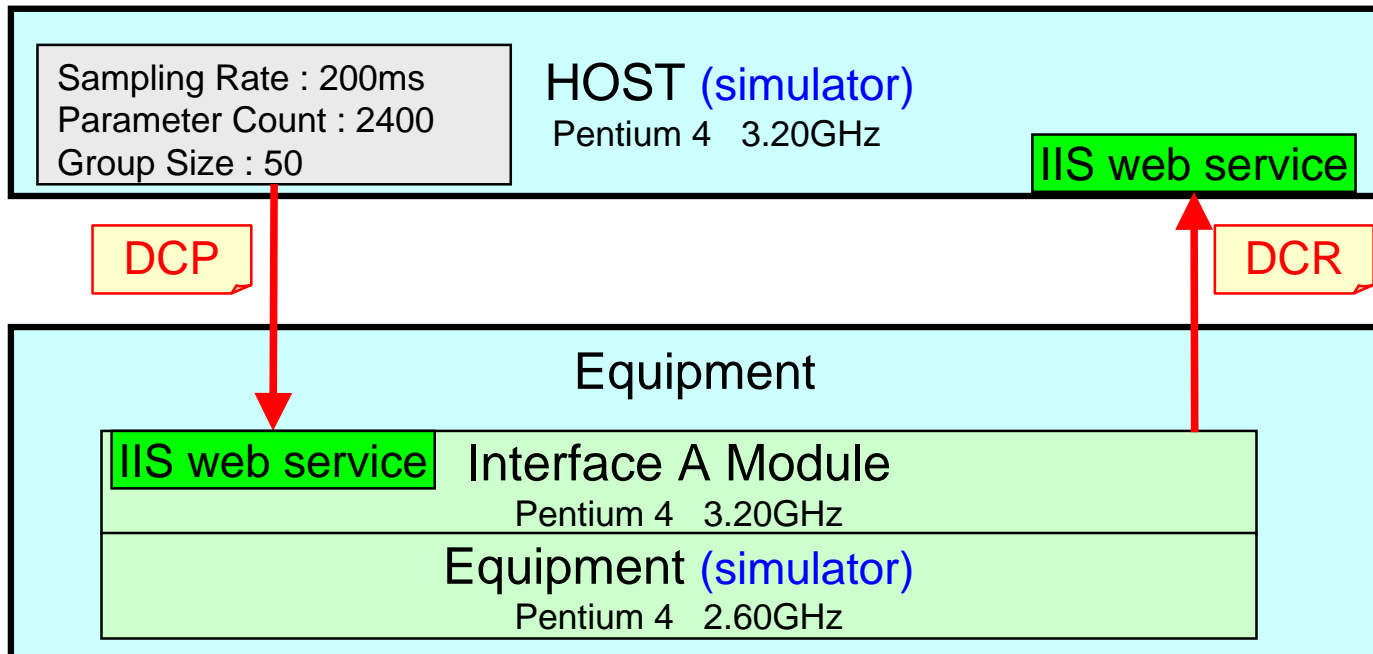 Sampling Rate : 200ms
Parameter Count : 2400
Group Size : 50
HOST (simulator)
Pentium 4 3.20GHz
IIS web service
DCP
DCR
Equipment
IIS web service
Interface A Module
Pentium 4 3.20GHz
Equipment (simulator)
Pentium 4 2.60GHz